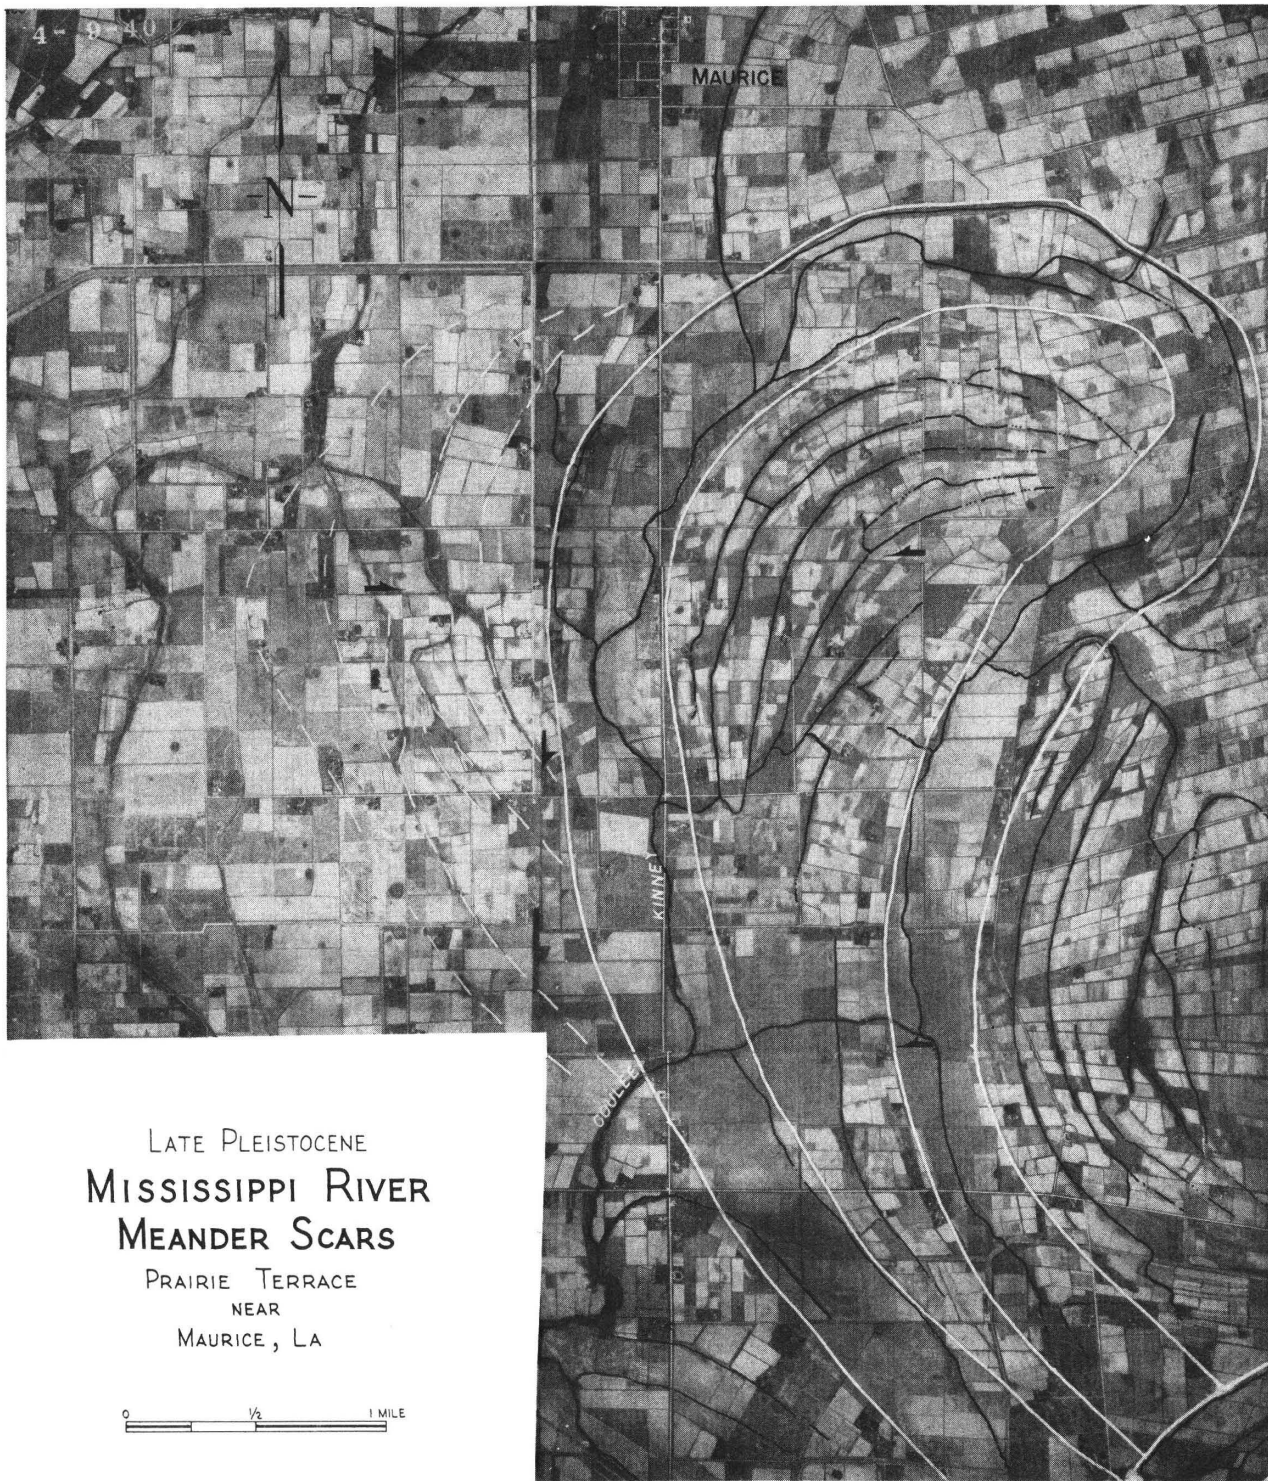 4-9-40
MAURICE
-N-
KINNEY
COULEE
LATE PLEISTOCENE
MISSISSIPPI RIVER
MEANDER SCARS
PRAIRIE TERRACE
NEAR
MAURICE, LA
0 1/2 1 MILE